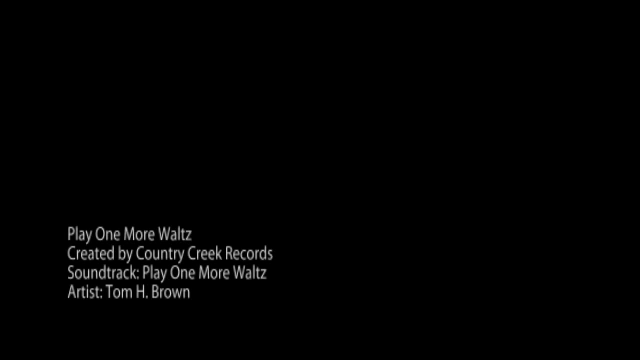 Play One More Waltz
Created by Country Creek Records
Soundtrack: Play One More Waltz
Artist: Tom H. Brown